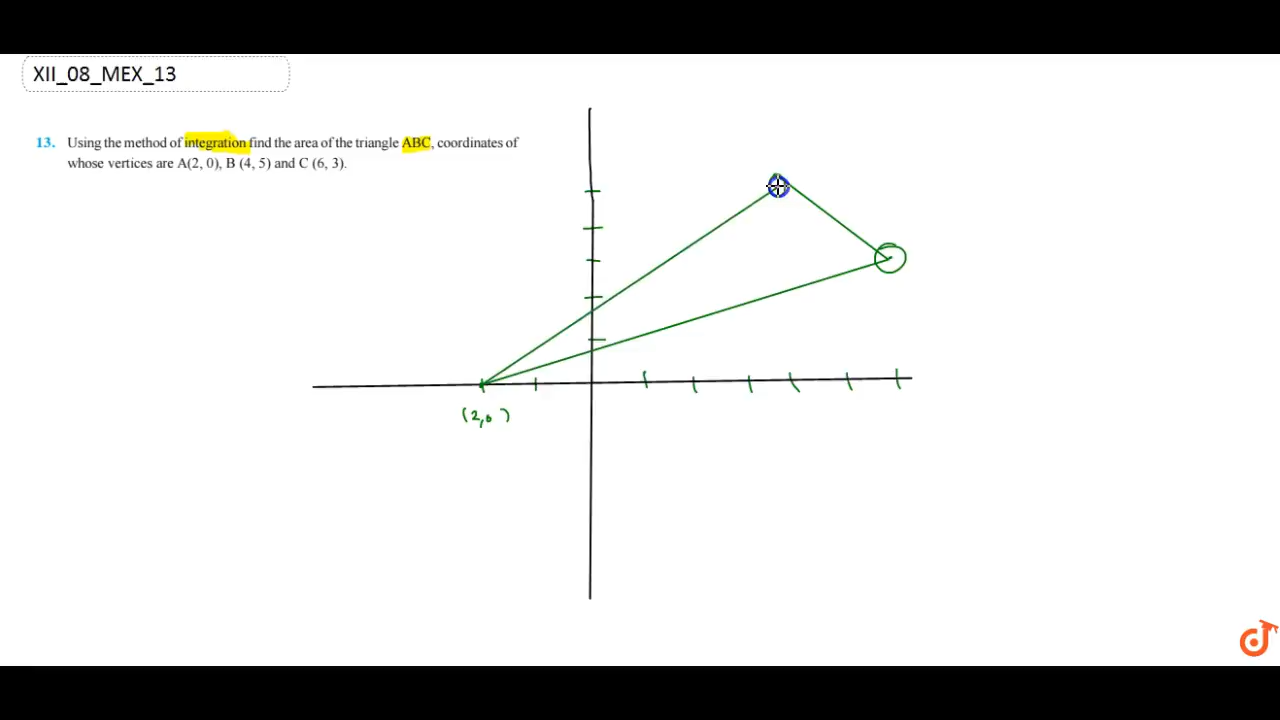 XII_08_MEX_13
13. Using the method of integration find the area of the triangle ABC, coordinates of
whose vertices are A(2, 0), B (4, 5) and C (6, 3).
(2,0)